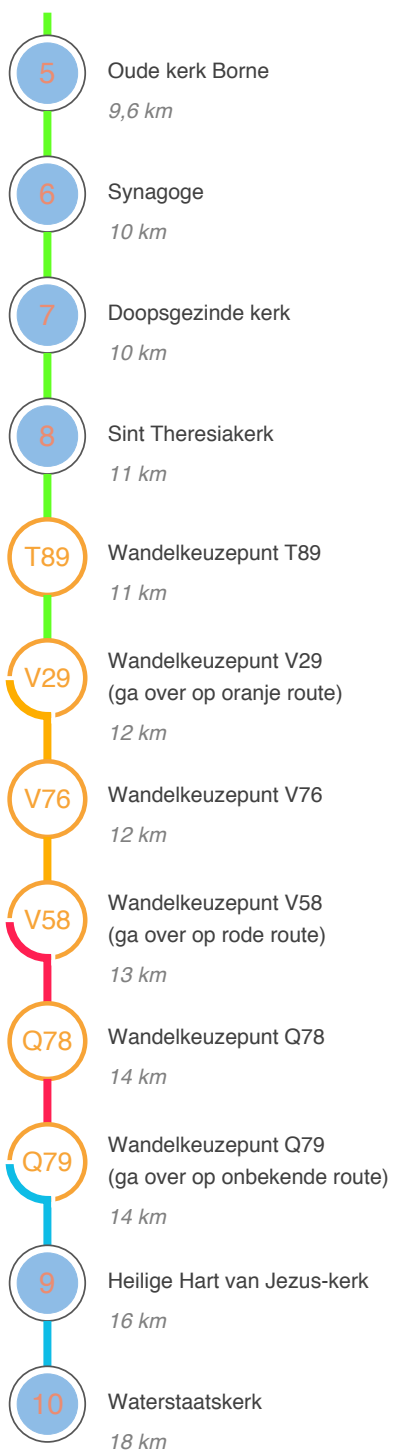 5
Oude kerk Borne
9,6 km
6
Synagoge
10 km
7
Doopsgezinde kerk
10 km
8
Sint Theresiakerk
11 km
T89
Wandelkeuzepunt T89
11 km
V29
Wandelkeuzepunt V29
(ga over op oranje route)
12 km
V76
Wandelkeuzepunt V76
12 km
V58
Wandelkeuzepunt V58
(ga over op rode route)
13 km
Q78
Wandelkeuzepunt Q78
14 km
Q79
Wandelkeuzepunt Q79
(ga over op onbekende route)
14 km
9
Heilige Hart van Jezus-kerk
16 km
10
Waterstaatskerk
18 km